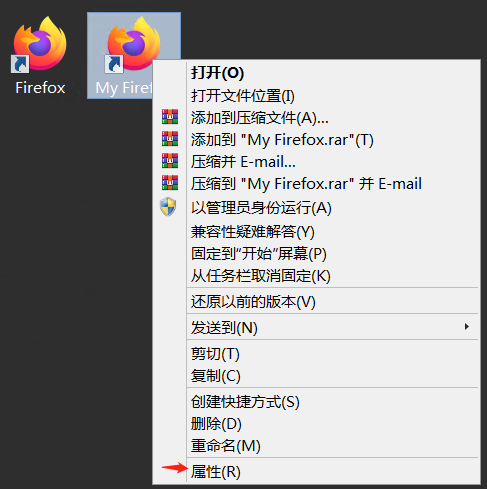 Firefox
My Firef
打开(O)
打开文件位置(I)
添加到压缩文件(A)...
添加到 "My Firefox.rar"(T)
压缩并 E-mail...
压缩到 "My Firefox.rar" 并 E-mail
以管理员身份运行(A)
兼容性疑难解答(Y)
固定到“开始”屏幕(P)
从任务栏取消固定(K)
还原以前的版本(V)
发送到(N)
剪切(T)
复制(C)
创建快捷方式(S)
删除(D)
重命名(M)
属性(R)